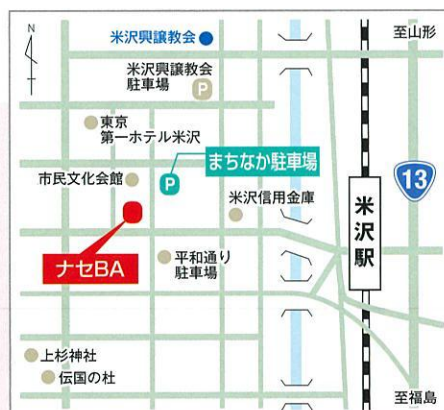 N
米沢興譲教会
至山形
米沢興譲教会
駐車場
P
東京
第一ホテル米沢
まちなか駐車場
P
13
市民文化会館
米沢信用金庫
米沢駅
ナセBA
平和通り
駐車場
上杉神社
伝国の杜
至福島